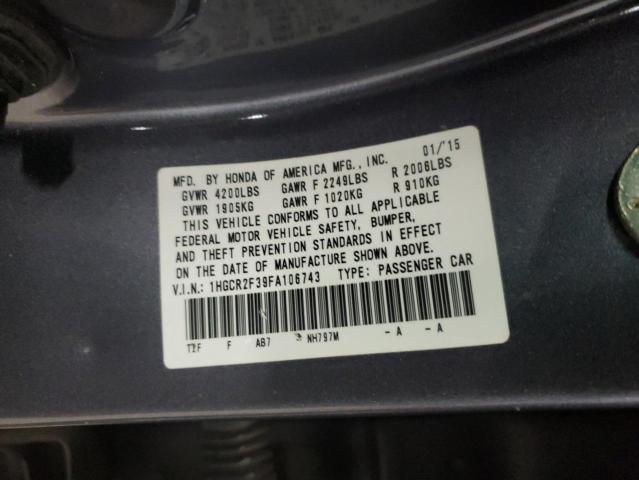 MFD. BY HONDA OF AMERICA MFG., INC. 01/'15
GVWR 4200LBS GAWR F 2249LBS R 2006LBS
GVWR 1905KG GAWR F 1020KG R 910KG
THIS VEHICLE CONFORMS TO ALL APPLICABLE
FEDERAL MOTOR VEHICLE SAFETY, BUMPER,
AND THEFT PREVENTION STANDARDS IN EFFECT
ON THE DATE OF MANUFACTURE SHOWN ABOVE.
V.I.N.: 1HGCR2F39FA106743 TYPE: PASSENGER CAR
T2F F AB7 NH797M -A -A